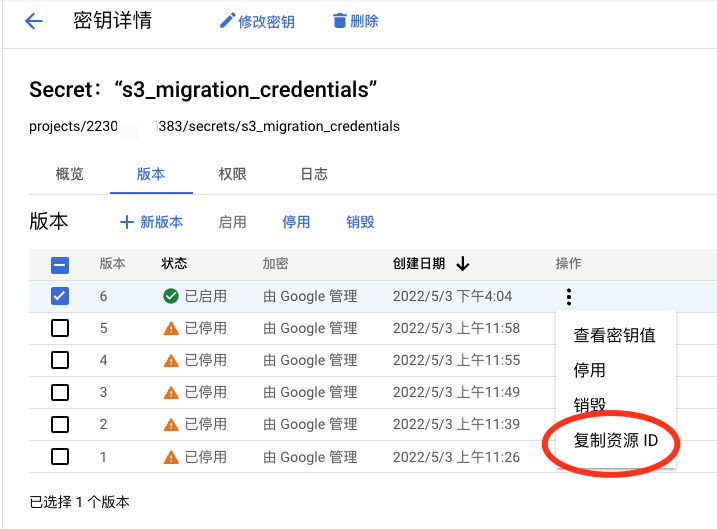 密钥详情 修改密钥 删除
Secret：“s3_migration_credentials”
projects/2230 383/secrets/s3_migration_credentials
概览 版本 权限 日志
版本 新版本 启用 停用 销毁
版本 状态 加密 创建日期 操作
6 已启用 由 Google 管理 2022/5/3 下午4:04
5 已停用 由 Google 管理 2022/5/3 上午11:58
4 已停用 由 Google 管理 2022/5/3 上午11:55
3 已停用 由 Google 管理 2022/5/3 上午11:49
2 已停用 由 Google 管理 2022/5/3 上午11:39
1 已停用 由 Google 管理 2022/5/3 上午11:26
查看密钥值
停用
销毁
复制资源 ID
已选择 1 个版本